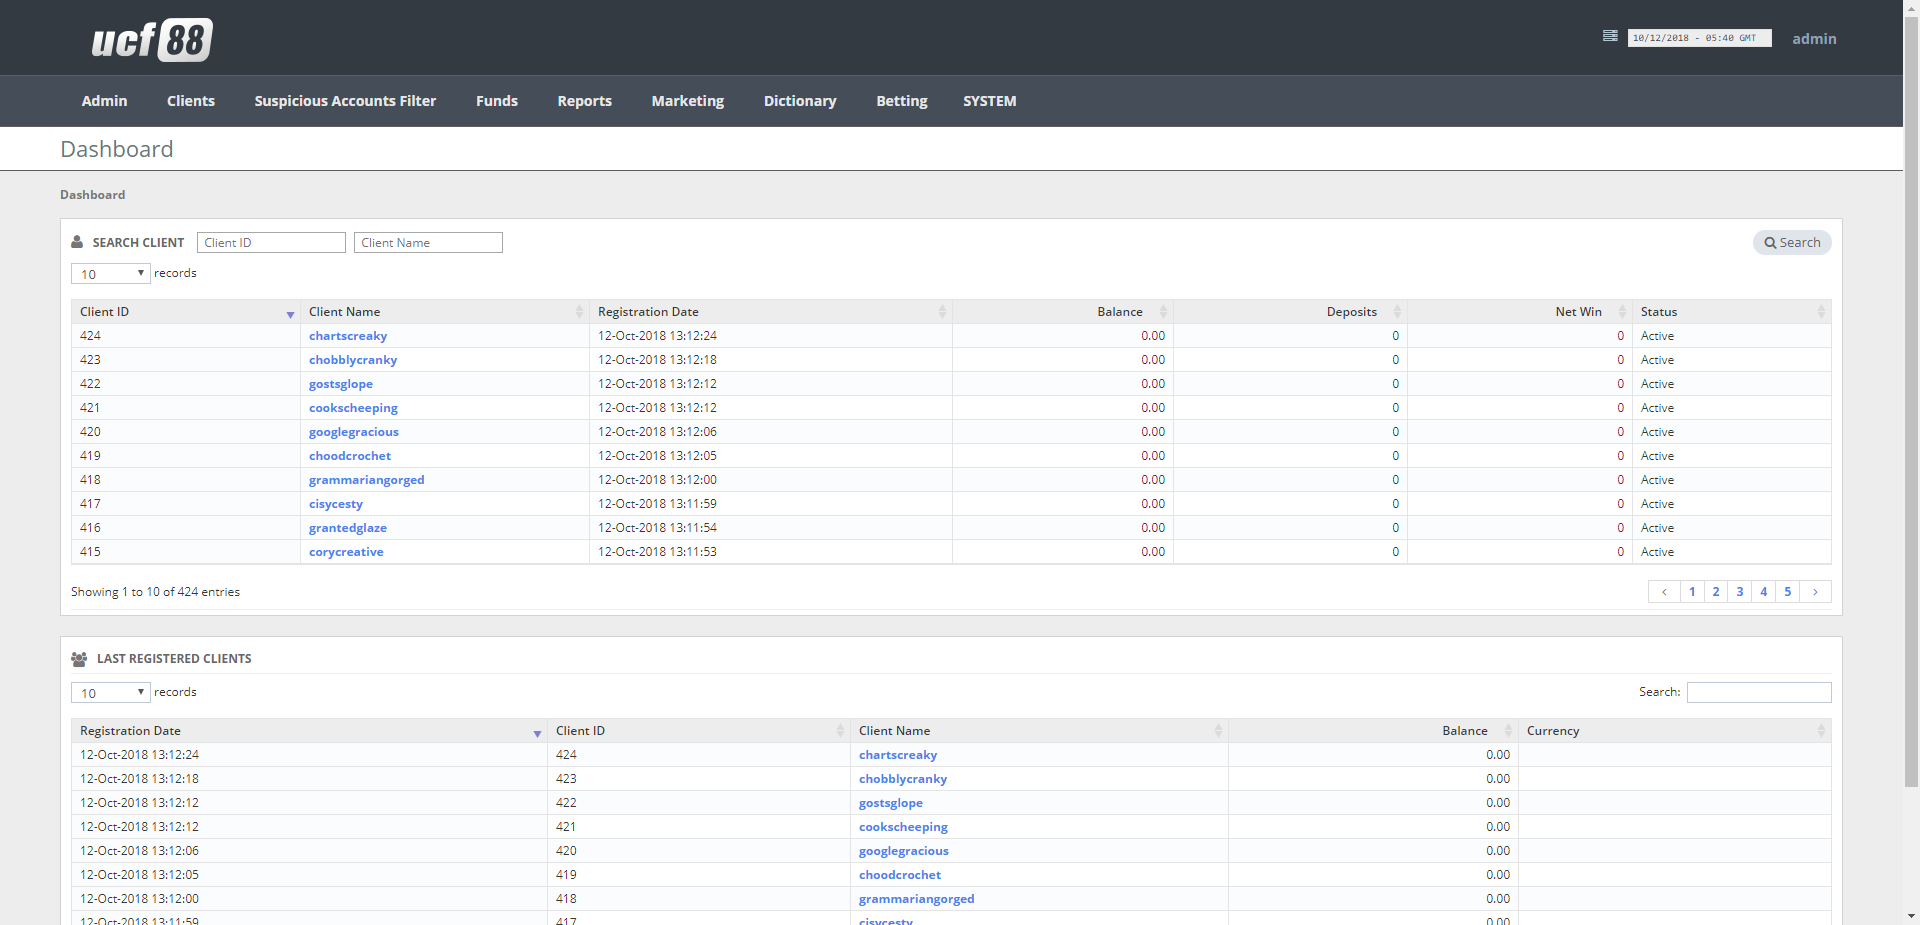 ucf88
10/12/2018 - 05:40 GMT admin
Admin Clients Suspicious Accounts Filter Funds Reports Marketing Dictionary Betting SYSTEM
Dashboard
Dashboard
SEARCH CLIENT Client ID Client Name Search
10 records
Client ID Client Name Registration Date Balance Deposits Net Win Status
424 chartscreaky 12-Oct-2018 13:12:24 0.00 0 0 Active
423 chobblycranky 12-Oct-2018 13:12:18 0.00 0 0 Active
422 gostsglope 12-Oct-2018 13:12:12 0.00 0 0 Active
421 cookscheeping 12-Oct-2018 13:12:12 0.00 0 0 Active
420 googlegracious 12-Oct-2018 13:12:06 0.00 0 0 Active
419 choodcrochet 12-Oct-2018 13:12:05 0.00 0 0 Active
418 grammariangorged 12-Oct-2018 13:12:00 0.00 0 0 Active
417 cisycesty 12-Oct-2018 13:11:59 0.00 0 0 Active
416 grantedglaze 12-Oct-2018 13:11:54 0.00 0 0 Active
415 corycreative 12-Oct-2018 13:11:53 0.00 0 0 Active
Showing 1 to 10 of 424 entries ‹ 1 2 3 4 5 ›
LAST REGISTERED CLIENTS
10 records Search:
Registration Date Client ID Client Name Balance Currency
12-Oct-2018 13:12:24 424 chartscreaky 0.00
12-Oct-2018 13:12:18 423 chobblycranky 0.00
12-Oct-2018 13:12:12 422 gostsglope 0.00
12-Oct-2018 13:12:12 421 cookscheeping 0.00
12-Oct-2018 13:12:06 420 googlegracious 0.00
12-Oct-2018 13:12:05 419 choodcrochet 0.00
12-Oct-2018 13:12:00 418 grammariangorged 0.00
12-Oct-2018 13:11:59 417 cisycesty 0.00